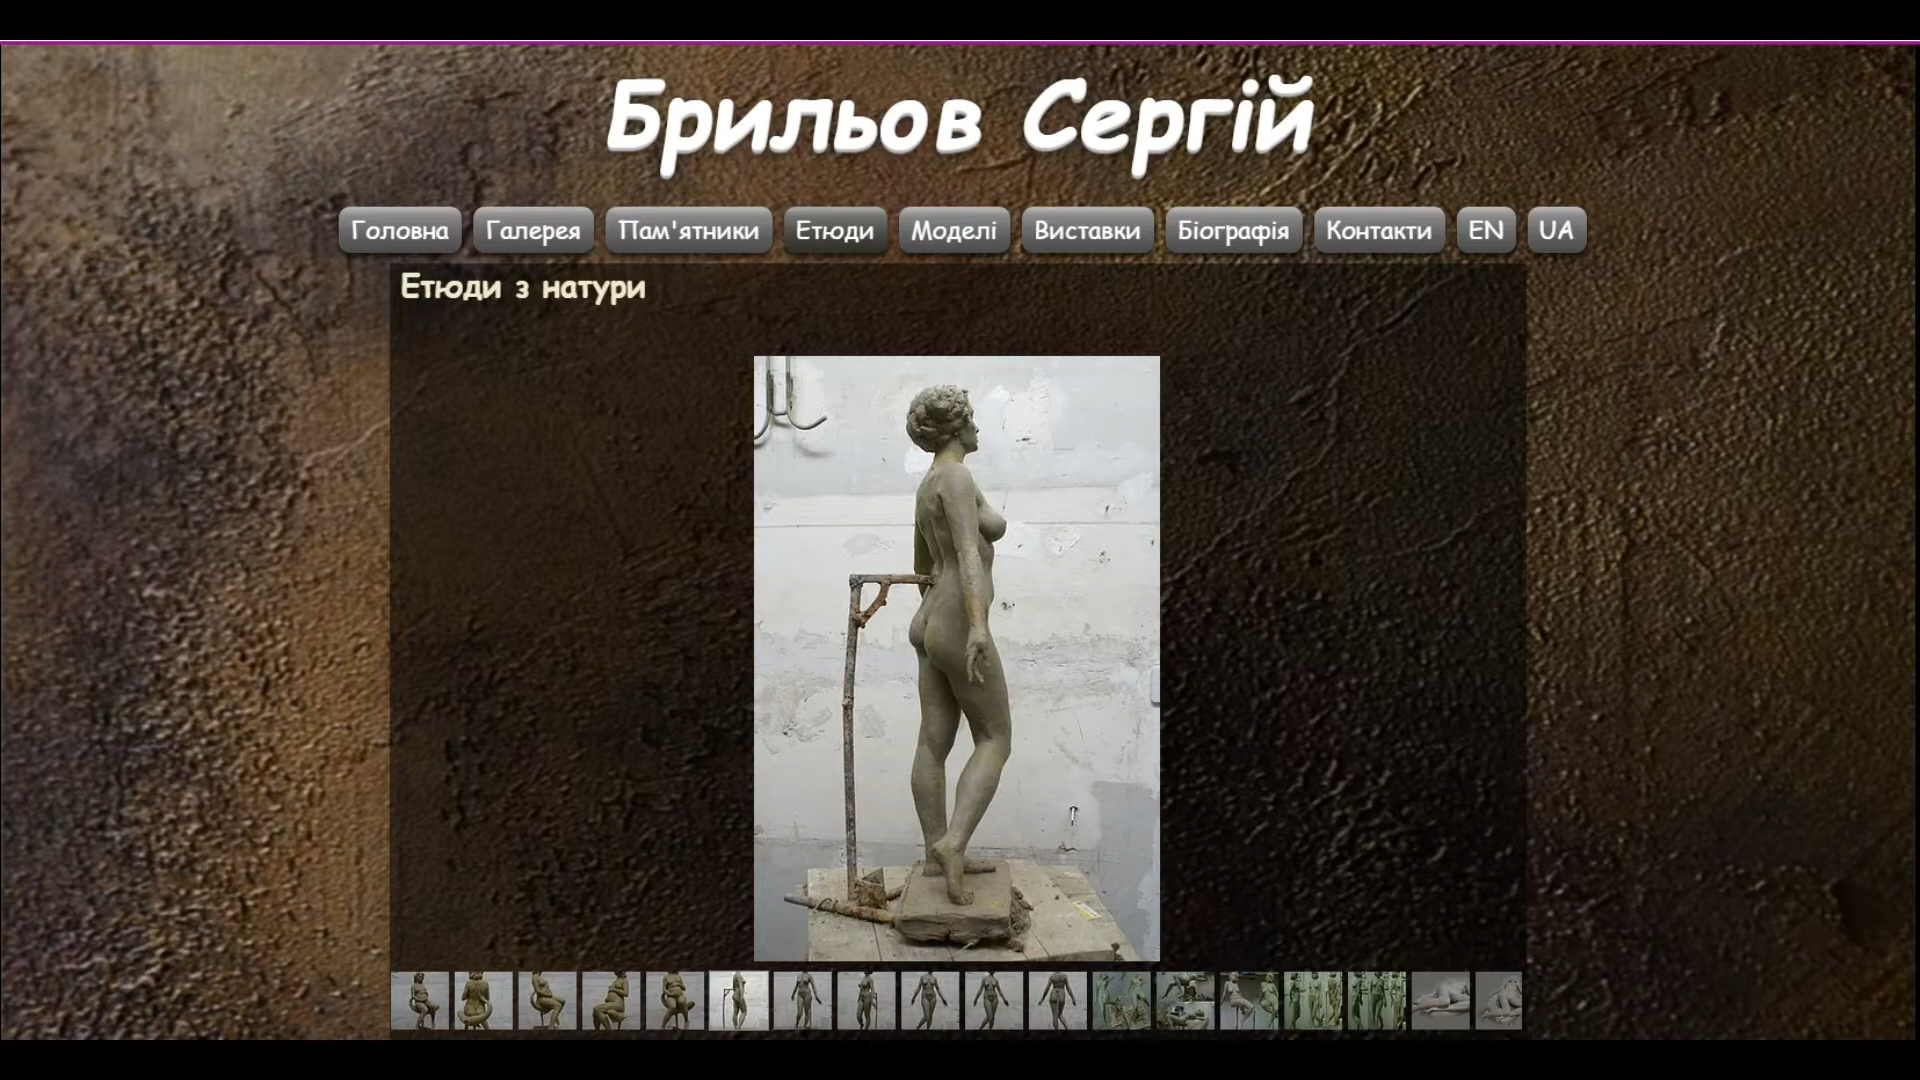 Брильов Сергій
Головна Галерея Пам'ятники Етюди Моделі Виставки Біографія Контакти EN UA
Етюди з натури